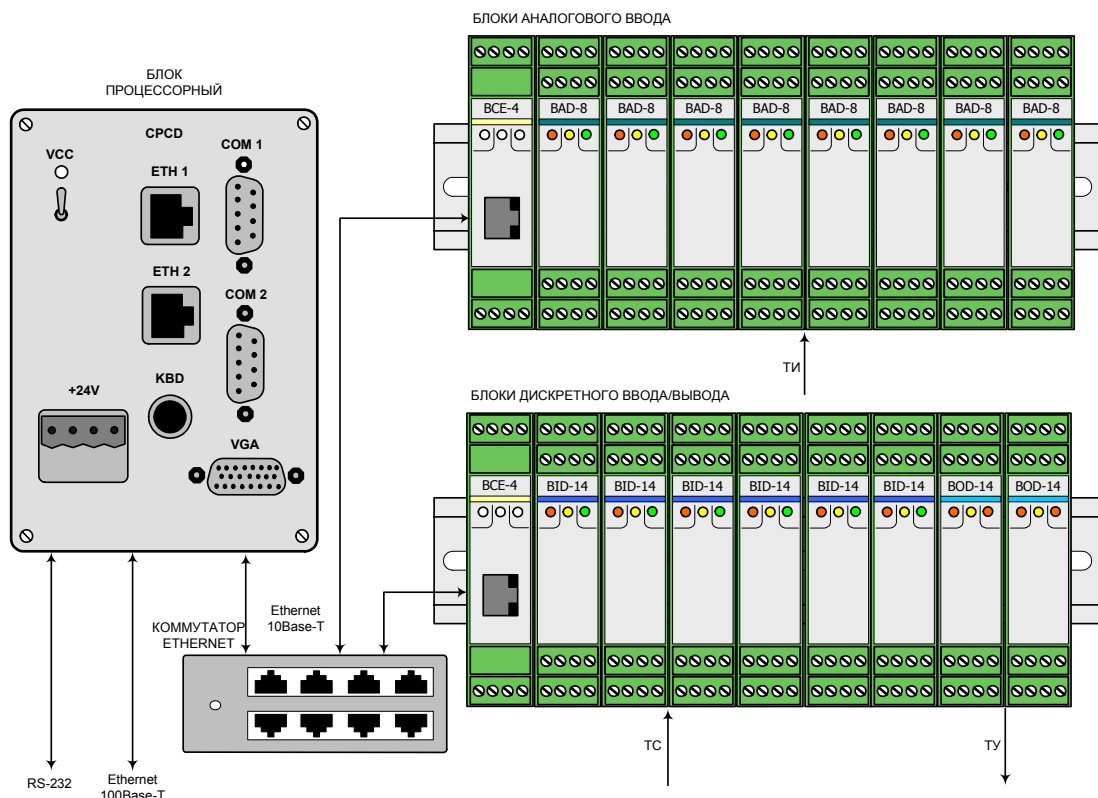 БЛОКИ АНАЛОГОВОГО ВВОДА
BCE-4 BAD-8 BAD-8 BAD-8 BAD-8 BAD-8 BAD-8 BAD-8 BAD-8
БЛОК
ПРОЦЕССОРНЫЙ
CPCD
VCC
COM 1
ETH 1
ETH 2
COM 2
KBD
+24V
VGA
ТИ
БЛОКИ ДИСКРЕТНОГО ВВОДА/ВЫВОДА
BCE-4 BID-14 BID-14 BID-14 BID-14 BID-14 BID-14 BOD-14 BOD-14
Ethernet
10Base-T
КОММУТАТОР
ETHERNET
ТС
ТУ
RS-232
Ethernet
100Base-T